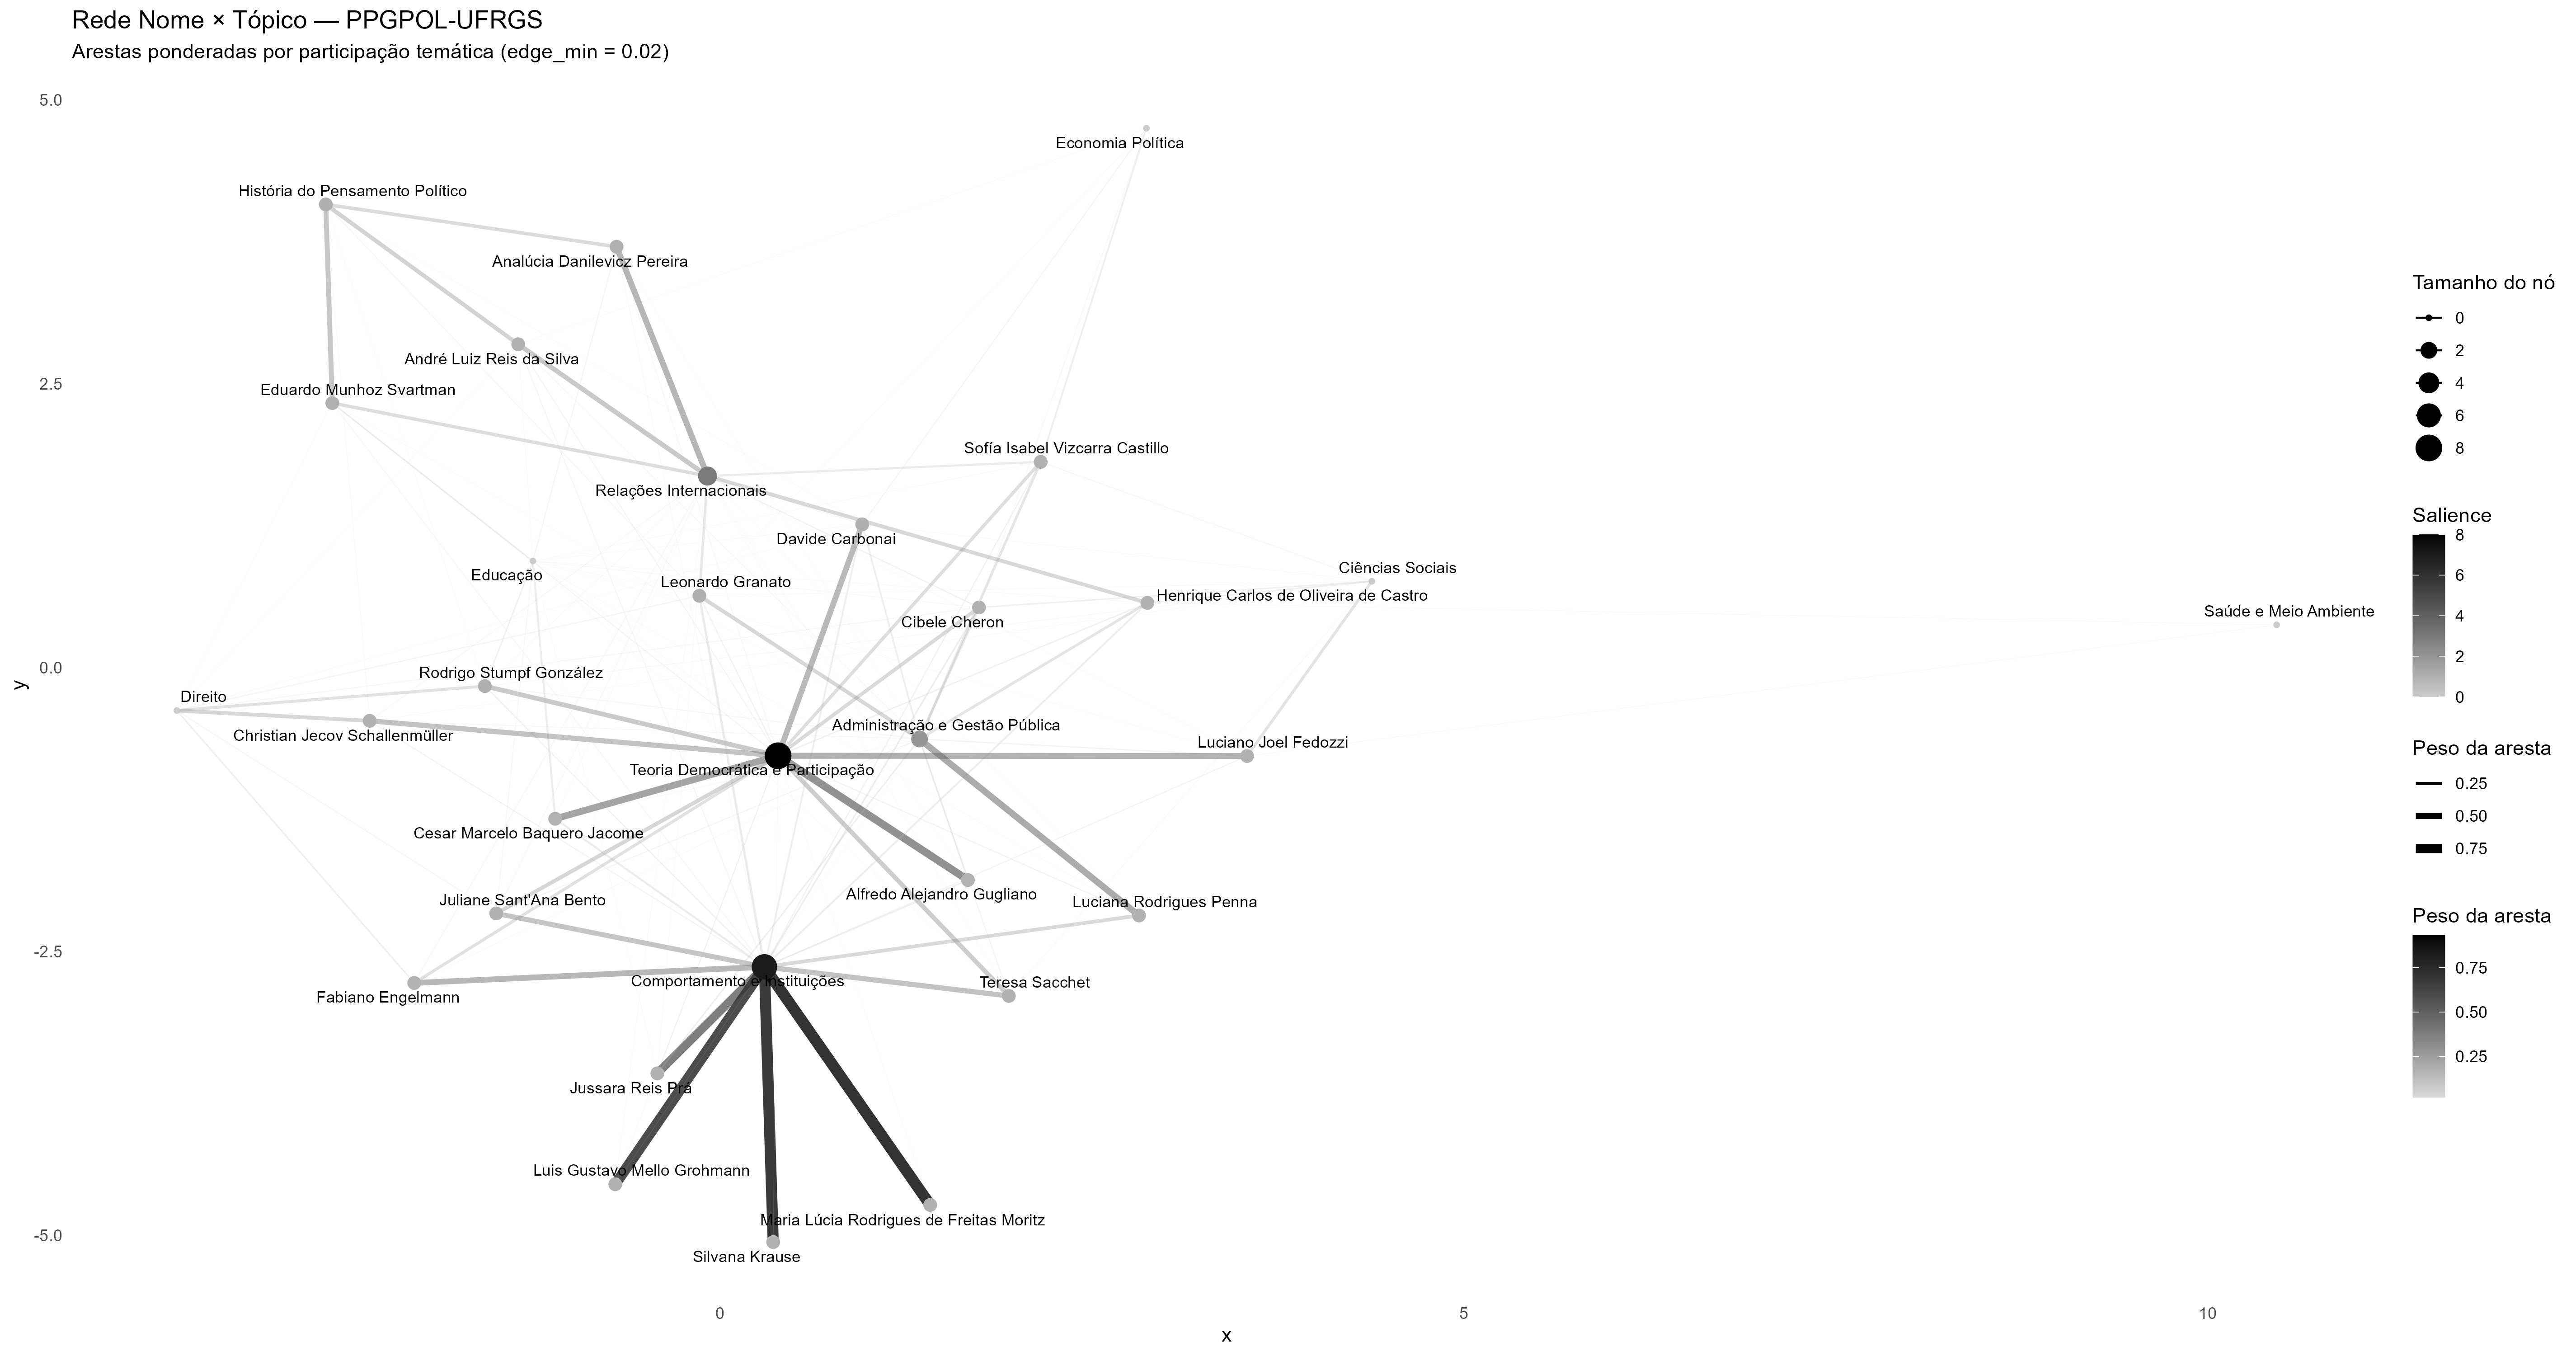 Rede Nome × Tópico — PPGPOL-UFRGS
Arestas ponderadas por participação temática (edge_min = 0.02)
5.0
Economia Política
História do Pensamento Político
Analúcia Danilevicz Pereira
André Luiz Reis da Silva
2.5
Eduardo Munhoz Svartman
Sofía Isabel Vizcarra Castillo
Relações Internacionais
Davide Carbonai
Ciências Sociais
Educação
Leonardo Granato
Henrique Carlos de Oliveira de Castro
Saúde e Meio Ambiente
Cibele Cheron
0.0
Rodrigo Stumpf González
Direito
Christian Jecov Schallenmüller
Administração e Gestão Pública
Luciano Joel Fedozzi
Teoria Democrática e Participação
Cesar Marcelo Baquero Jacome
Juliane Sant'Ana Bento
Alfredo Alejandro Gugliano
Luciana Rodrigues Penna
-2.5
Comportamento e Instituições
Teresa Sacchet
Fabiano Engelmann
Jussara Reis Prá
Luis Gustavo Mello Grohmann
Maria Lúcia Rodrigues de Freitas Moritz
-5.0
Silvana Krause
y
0
5
10
x
Tamanho do nó
0
2
4
6
8
Salience
8
6
4
2
0
Peso da aresta
0.25
0.50
0.75
Peso da aresta
0.75
0.50
0.25